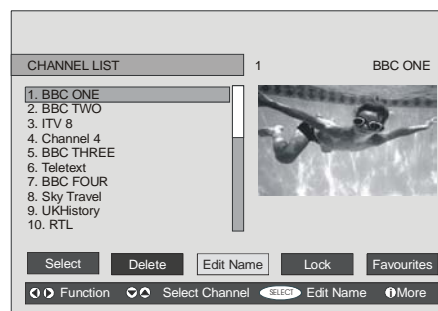 CHANNEL LIST
1 BBC ONE
1. BBC ONE
2. BBC TWO
3. ITV 8
4. Channel 4
5. BBC THREE
6. Teletext
7. BBC FOUR
8. Sky Travel
9. UKHistory
10. RTL
Select Delete Edit Name Lock Favourites
Function Select Channel SELECT Edit Name i More